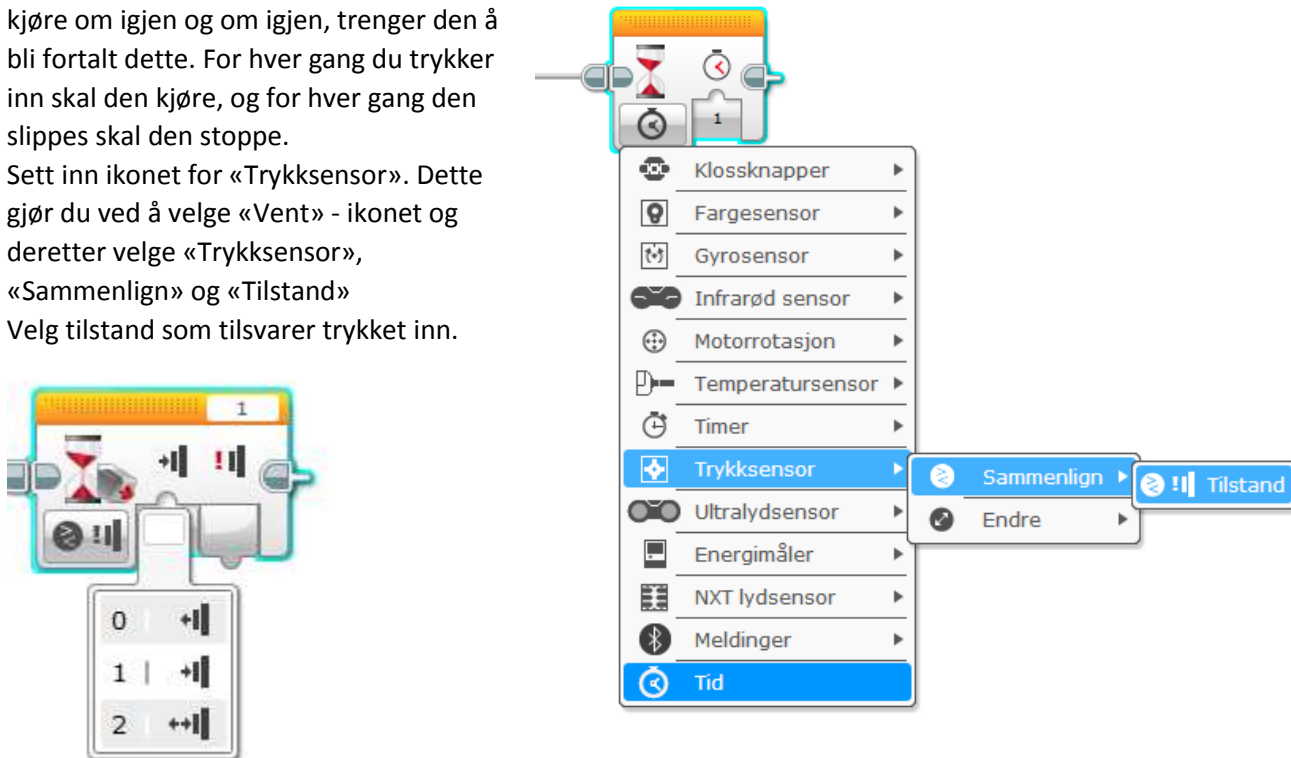 kjøre om igjen og om igjen, trenger den å
bli fortalt dette. For hver gang du trykker
inn skal den kjøre, og for hver gang den
slippes skal den stoppe.
Sett inn ikonet for «Trykksensor». Dette
gjør du ved å velge «Vent» - ikonet og
deretter velge «Trykksensor»,
«Sammenlign» og «Tilstand»
Velg tilstand som tilsvarer trykket inn.
1
0
1
2
1
Klossknapper
Fargesensor
Gyrosensor
Infrarød sensor
Motorrotasjon
Temperatursensor
Timer
Trykksensor
Sammenlign
Tilstand
Ultralydsensor
Endre
Energimåler
NXT lydsensor
Meldinger
Tid